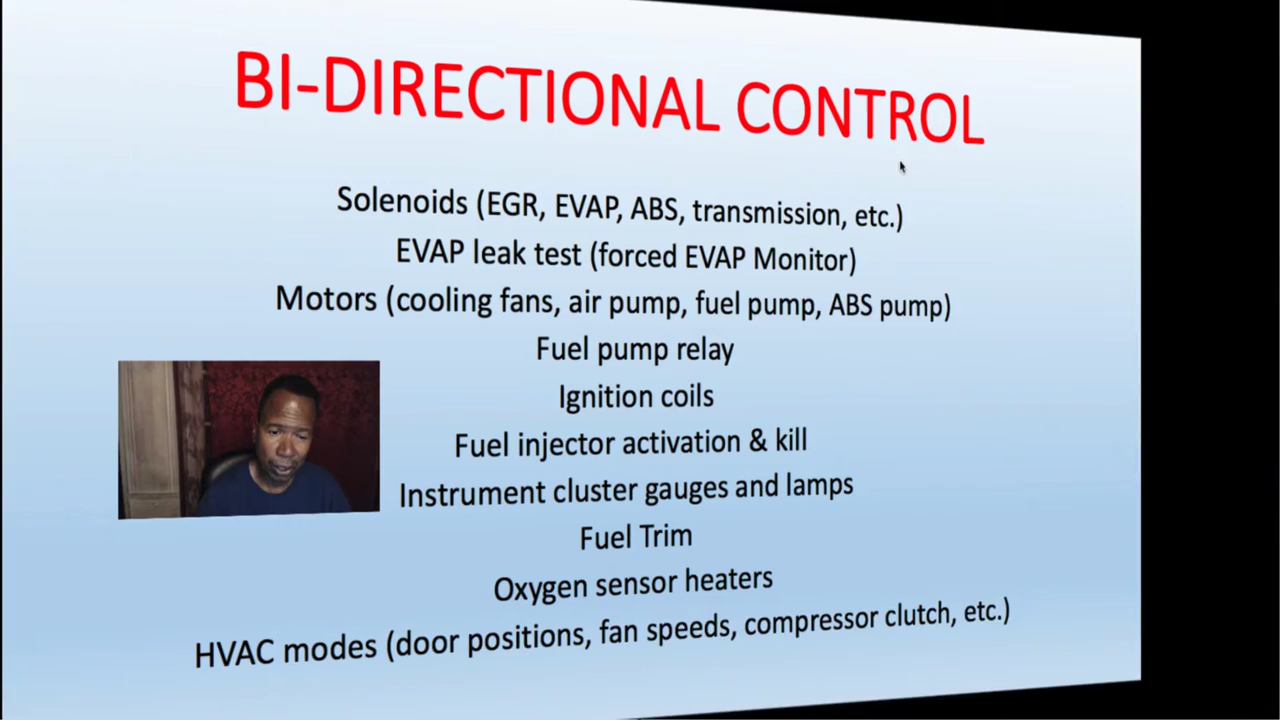 BI-DIRECTIONAL CONTROL
Solenoids (EGR, EVAP, ABS, transmission, etc.)
EVAP leak test (forced EVAP Monitor)
Motors (cooling fans, air pump, fuel pump, ABS pump)
Fuel pump relay
Ignition coils
Fuel injector activation & kill
Instrument cluster gauges and lamps
Fuel Trim
Oxygen sensor heaters
HVAC modes (door positions, fan speeds, compressor clutch, etc.)